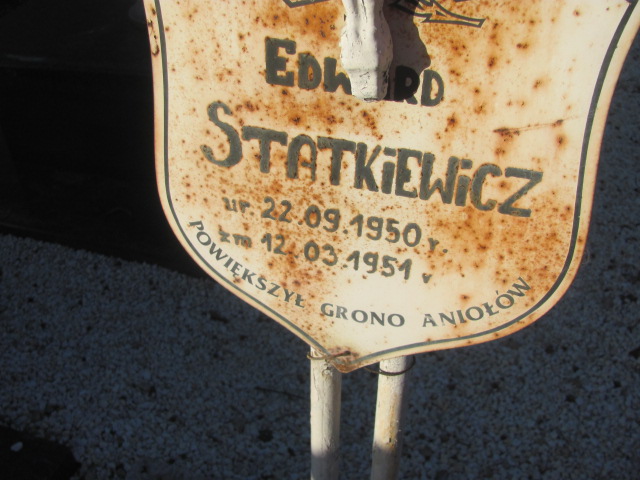 EDWARD
STATKiEWiCZ
ur. 22.09.1950 r.
zm 12.03.1951 r
POWIĘKSZYŁ GRONO ANIOŁÓW